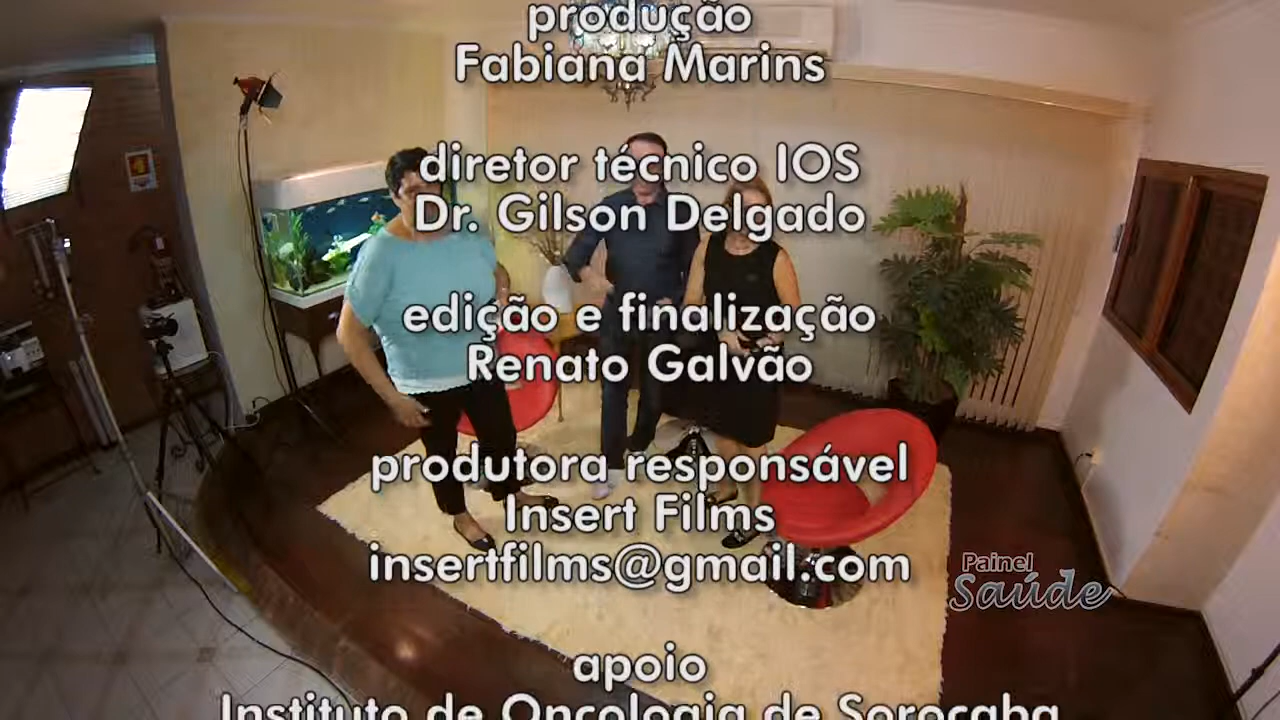 produção
Fabiana Marins
diretor técnico IOS
Dr. Gilson Delgado
edição e finalização
Renato Galvão
produtora responsável
Insert Films
insertfilms@gmail.com
Painel
Saúde
apoio
Instituto de Oncologia de Sorocaba